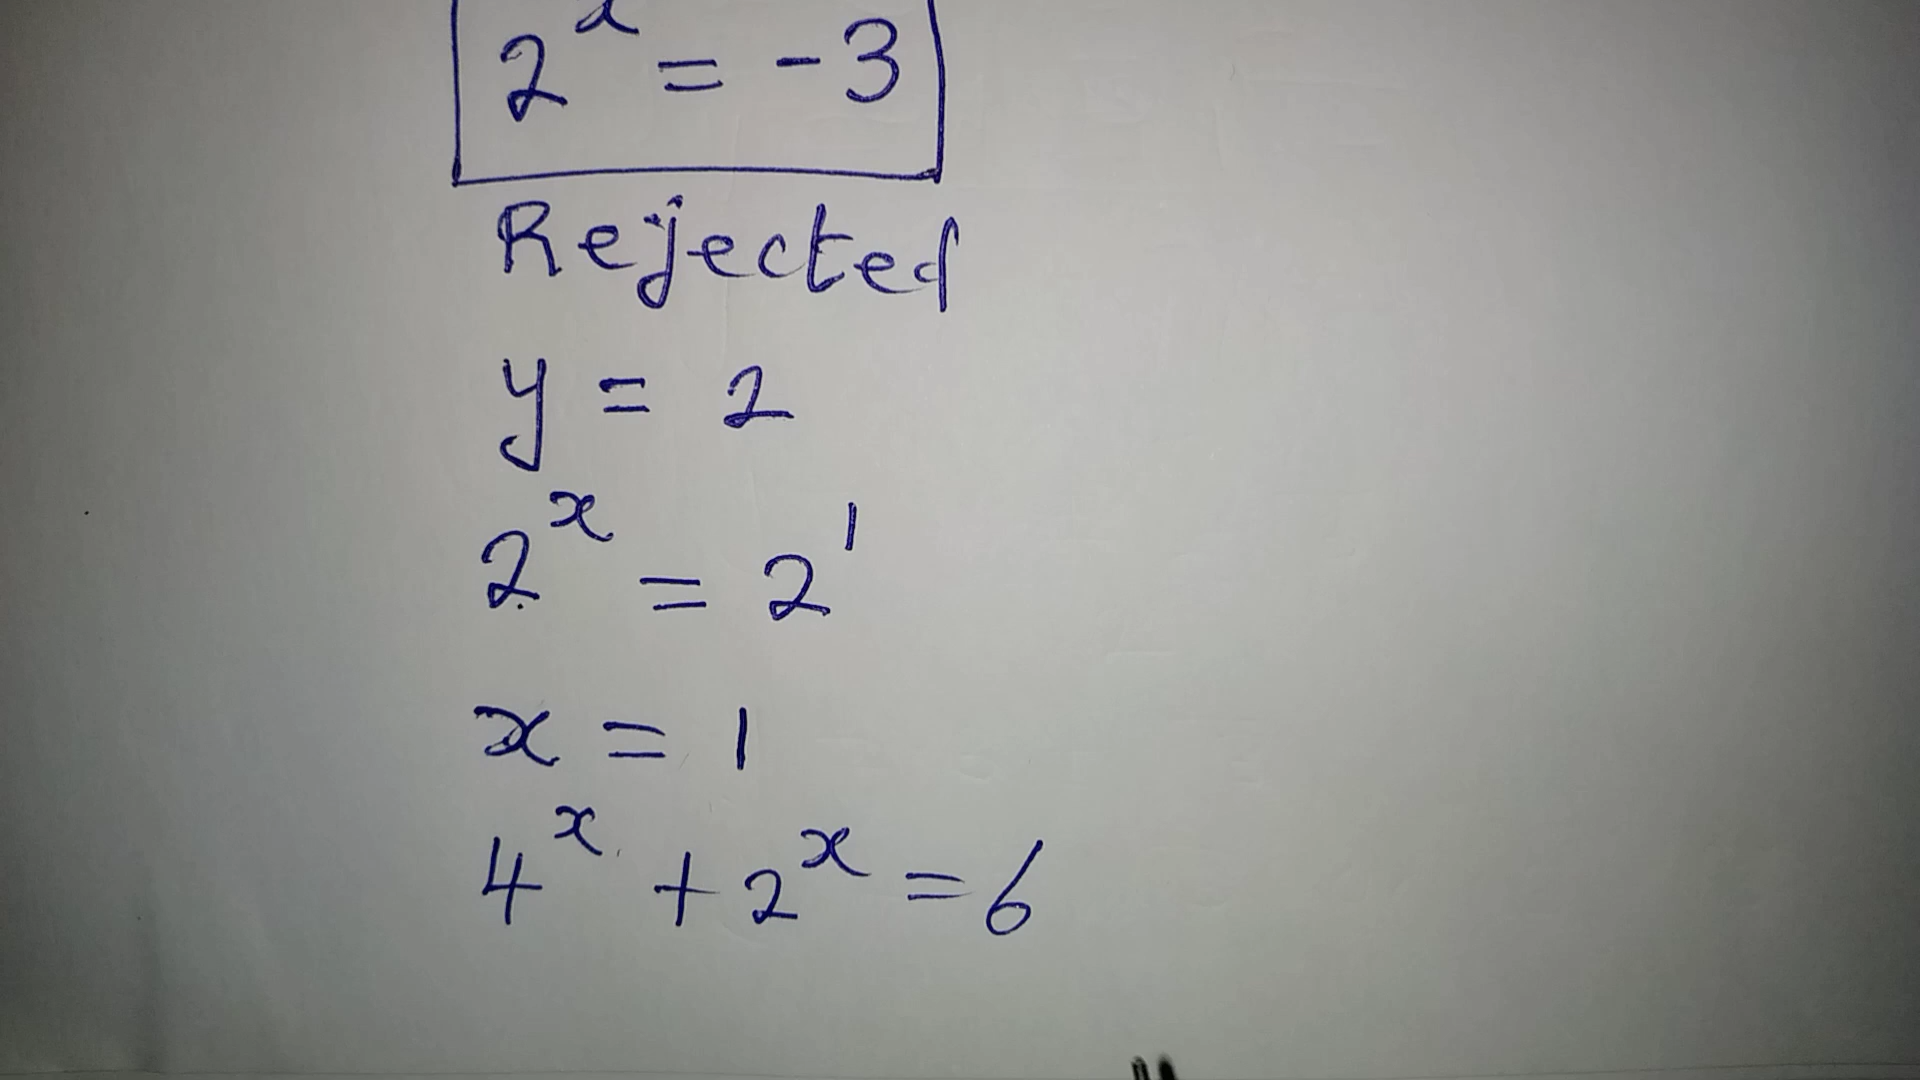 2^x = -3
Rejected
y = 2
2^x = 2^1
x = 1
4^x + 2^x = 6